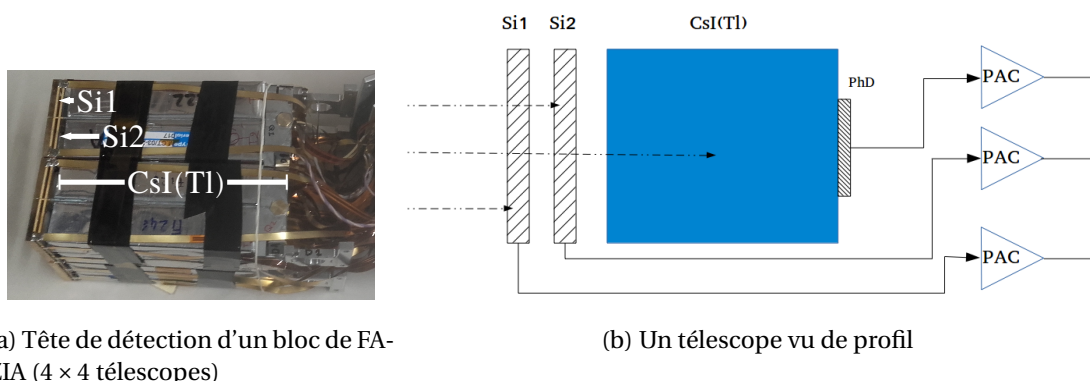 Si1
Si2
CsI(Tl)
Si1 Si2 CsI(Tl)
PhD
PAC
PAC
PAC
a) Tête de détection d'un bloc de FA-
ZIA (4 × 4 télescopes)
(b) Un télescope vu de profil